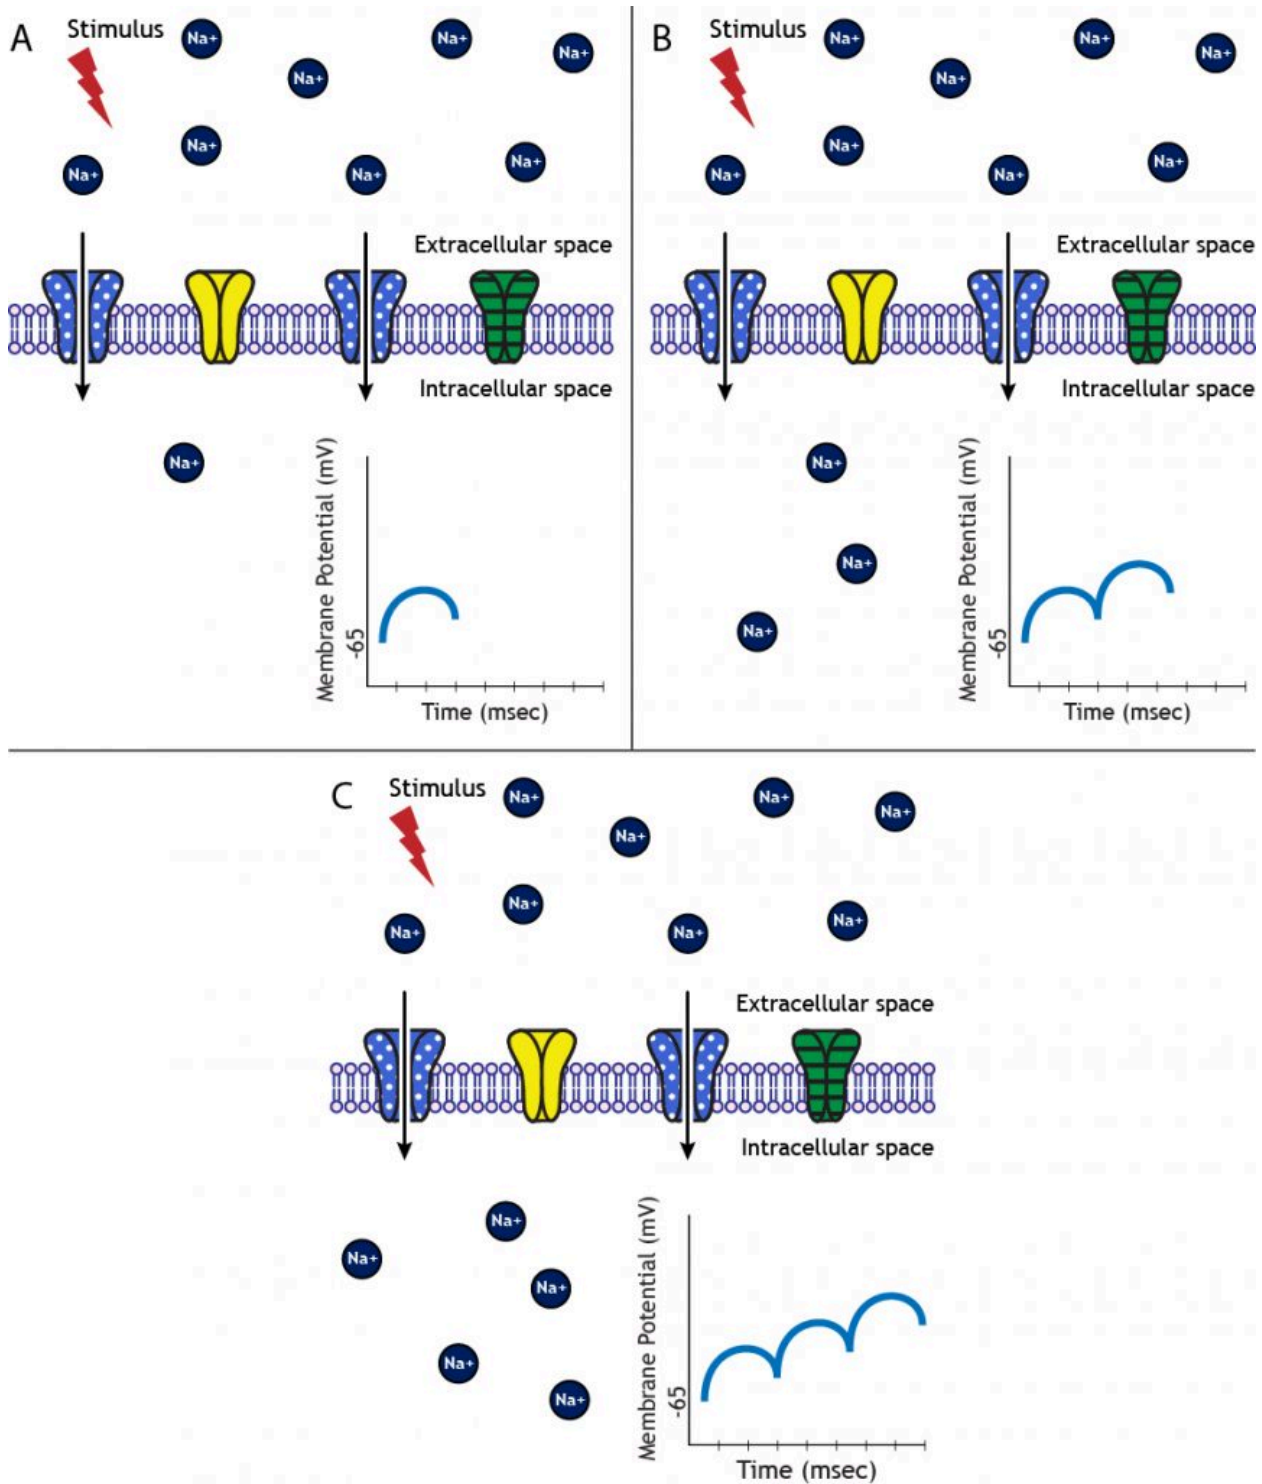 A
Stimulus
Na+
Na+
Na+
Na+
Na+
Na+
Na+
Na+
Extracellular space
Intracellular space
Na+
Membrane Potential (mV)
-65
Time (msec)
B
Stimulus
Na+
Na+
Na+
Na+
Na+
Na+
Na+
Na+
Extracellular space
Intracellular space
Na+
Na+
Na+
Membrane Potential (mV)
-65
Time (msec)
C
Stimulus
Na+
Na+
Na+
Na+
Na+
Na+
Na+
Na+
Extracellular space
Intracellular space
Na+
Na+
Na+
Na+
Na+
Membrane Potential (mV)
-65
Time (msec)